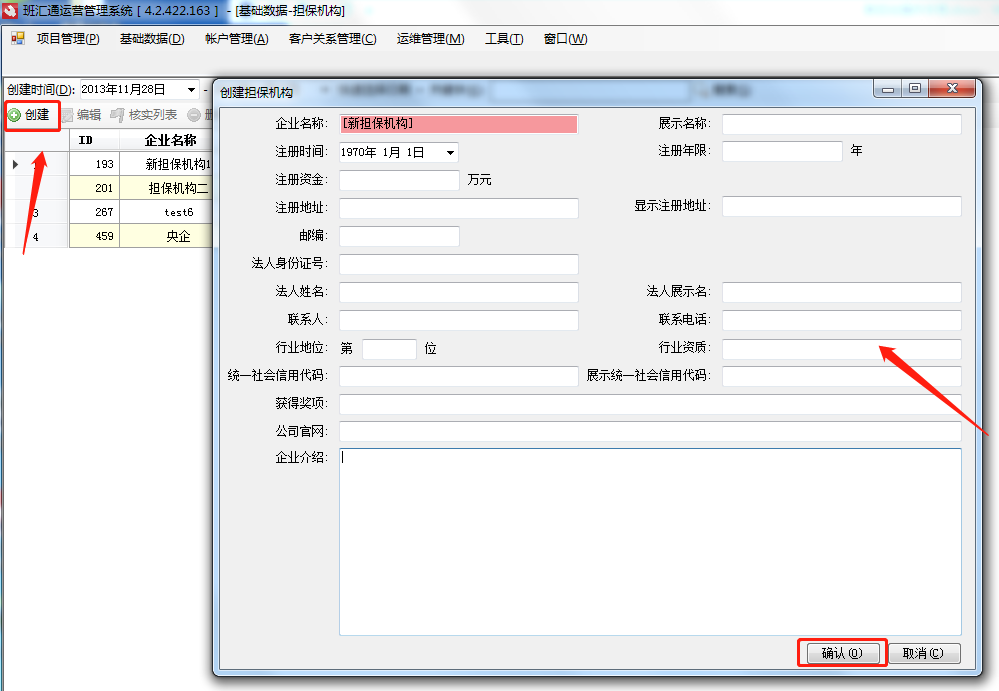 班汇通运营管理系统 [ 4.2.422.163 ] - [基础数据-担保机构]
项目管理(P) 基础数据(D) 帐户管理(A) 客户关系管理(C) 运维管理(M) 工具(T) 窗口(W)
创建时间(D): 2013年11月28日 -
创建 编辑 核实列表
ID 企业名称
193 新担保机构1
201 担保机构二
3 267 test6
4 459 央企
创建担保机构
企业名称: [新担保机构] 展示名称:
注册时间: 1970年 1月 1日 注册年限: 年
注册资金: 万元
注册地址: 显示注册地址:
邮编:
法人身份证号:
法人姓名: 法人展示名:
联系人: 联系电话:
行业地位: 第 位 行业资质:
统一社会信用代码: 展示统一社会信用代码:
获得奖项:
公司官网:
企业介绍:
确认(O) 取消(C)